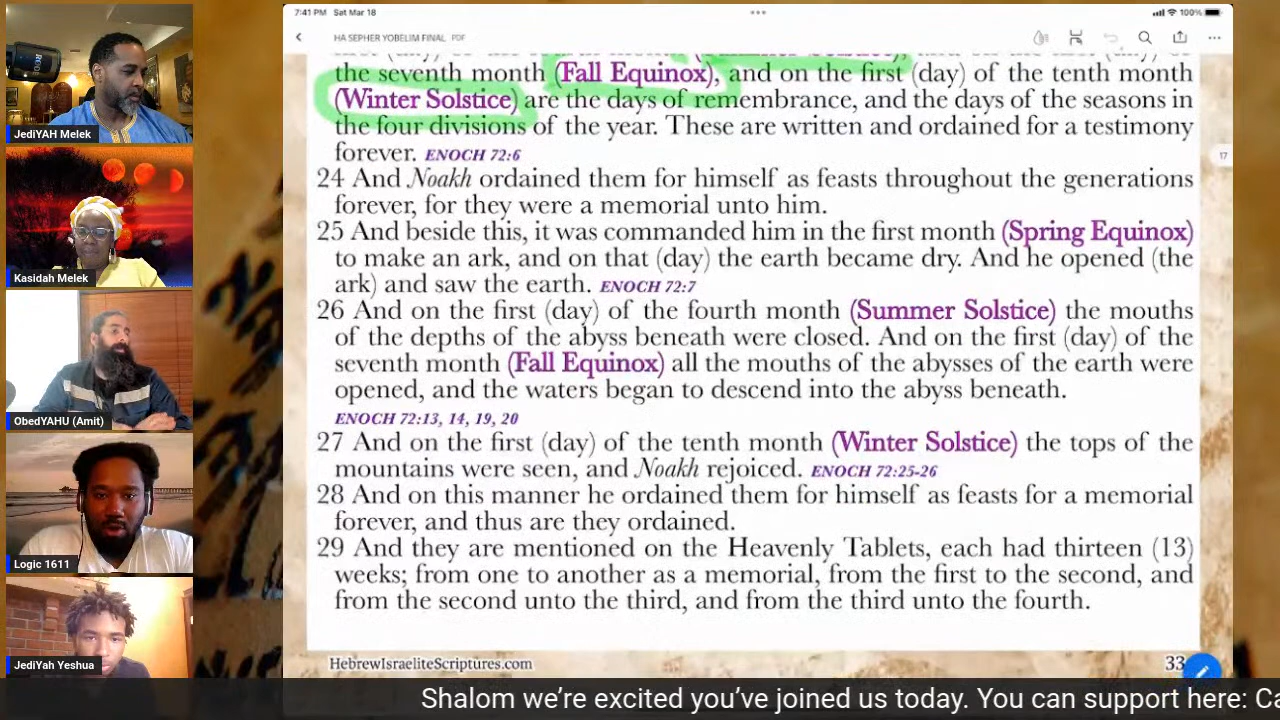 7:41 PM Sat Mar 18
100%
HA SEPHER YOBELIM FINAL PDF
the seventh month (Fall Equinox), and on the first (day) of the tenth month
(Winter Solstice) are the days of remembrance, and the days of the seasons in
the four divisions of the year. These are written and ordained for a testimony
forever. ENOCH 72:6
17
24 And Noakh ordained them for himself as feasts throughout the generations
forever, for they were a memorial unto him.
25 And beside this, it was commanded him in the first month (Spring Equinox)
to make an ark, and on that (day) the earth became dry. And he opened (the
ark) and saw the earth. ENOCH 72:7
26 And on the first (day) of the fourth month (Summer Solstice) the mouths
of the depths of the abyss beneath were closed. And on the first (day) of the
seventh month (Fall Equinox) all the mouths of the abysses of the earth were
opened, and the waters began to descend into the abyss beneath.
ENOCH 72:13, 14, 19, 20
27 And on the first (day) of the tenth month (Winter Solstice) the tops of the
mountains were seen, and Noakh rejoiced. ENOCH 72:25-26
28 And on this manner he ordained them for himself as feasts for a memorial
forever, and thus are they ordained.
29 And they are mentioned on the Heavenly Tablets, each had thirteen (13)
weeks; from one to another as a memorial, from the first to the second, and
from the second unto the third, and from the third unto the fourth.
HebrewIsraeliteScriptures.com
33
JediYAH Melek
Kasidah Melek
ObedYAHU (Amit)
Logic 1611
JediYah Yeshua
Shalom we're excited you've joined us today. You can support here: Ca